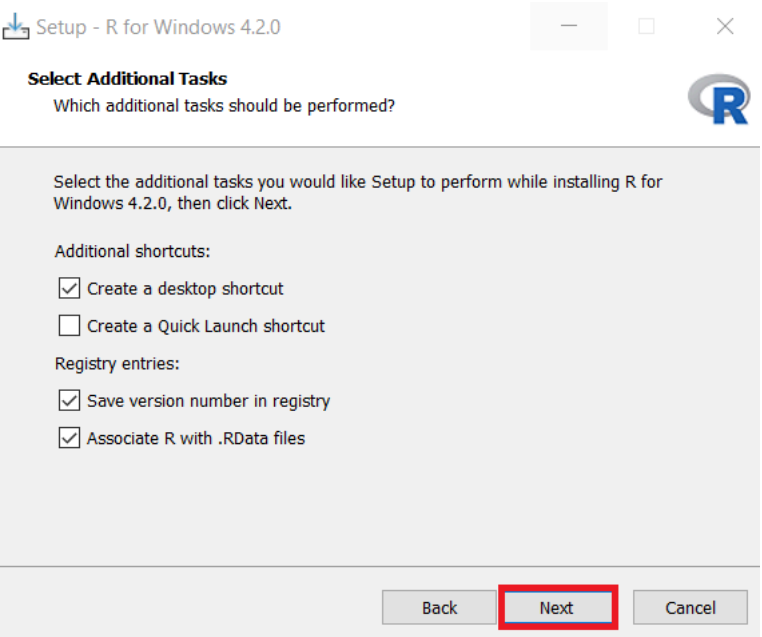 Setup - R for Windows 4.2.0
Select Additional Tasks
Which additional tasks should be performed?
R
Select the additional tasks you would like Setup to perform while installing R for
Windows 4.2.0, then click Next.
Additional shortcuts:
Create a desktop shortcut
Create a Quick Launch shortcut
Registry entries:
Save version number in registry
Associate R with .RData files
Back Next Cancel